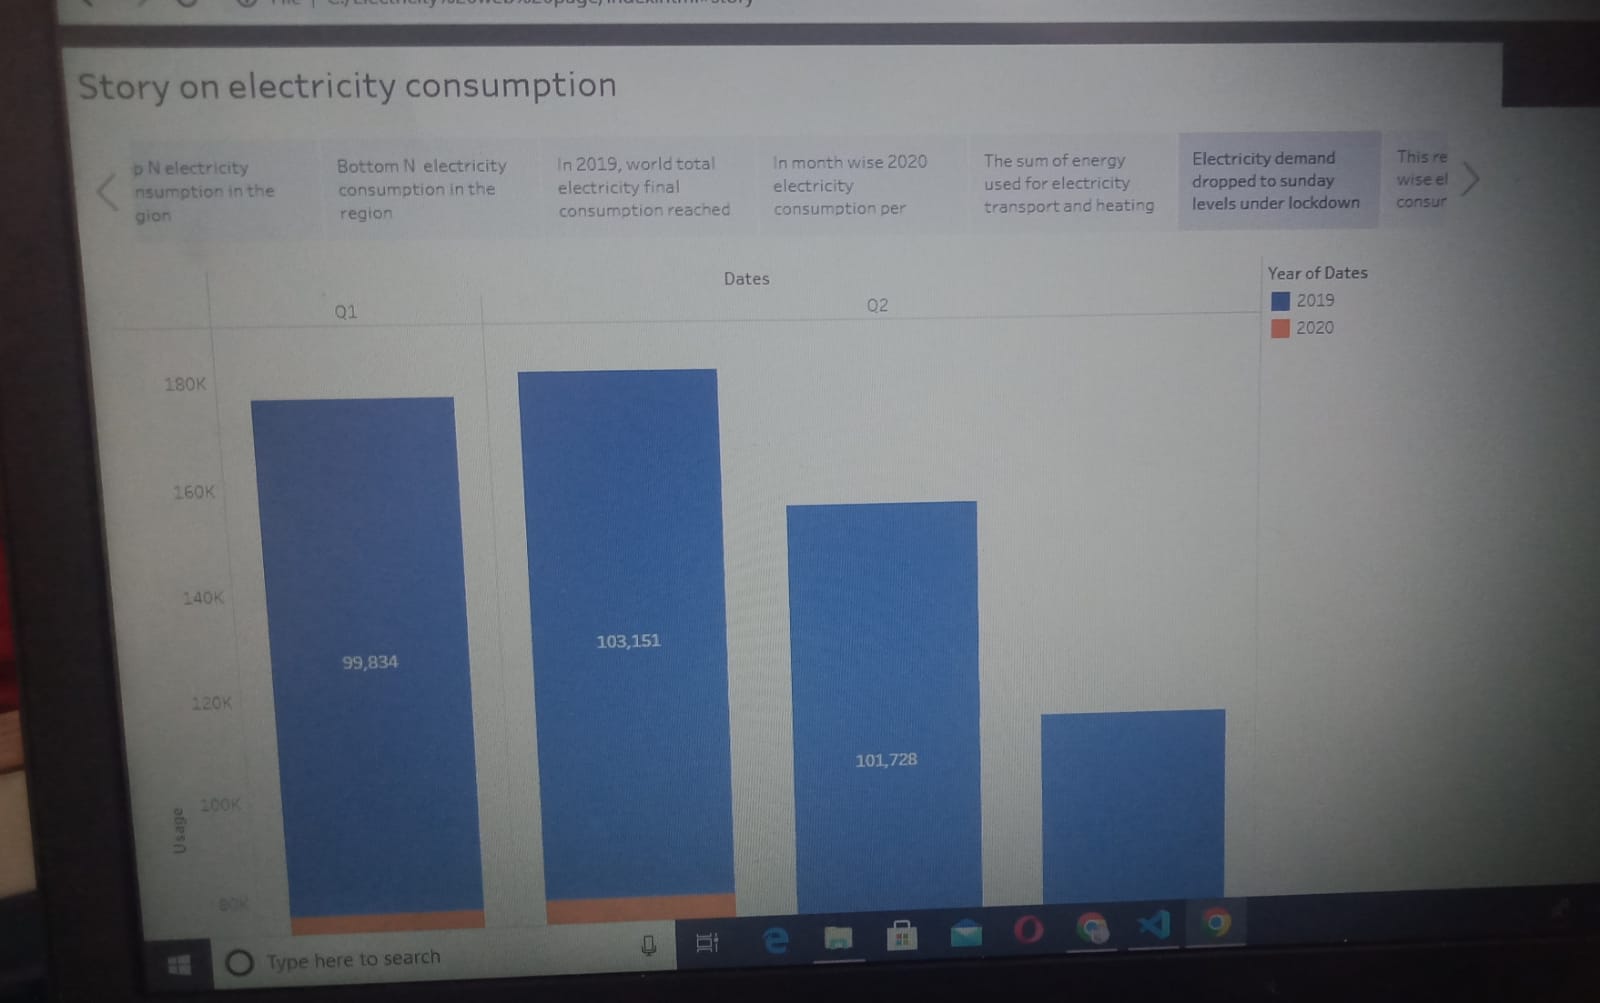 Story on electricity consumption
p N electricity
nsumption in the
gion
Bottom N electricity
consumption in the
region
In 2019, world total
electricity final
consumption reached
In month wise 2020
electricity
consumption per
The sum of energy
used for electricity
transport and heating
Electricity demand
dropped to sunday
levels under lockdown
This re
wise el
consur
Dates
Q1
Q2
Year of Dates
2019
2020
180K
160K
140K
120K
100K
80K
Usage
99,834
103,151
101,728
Type here to search